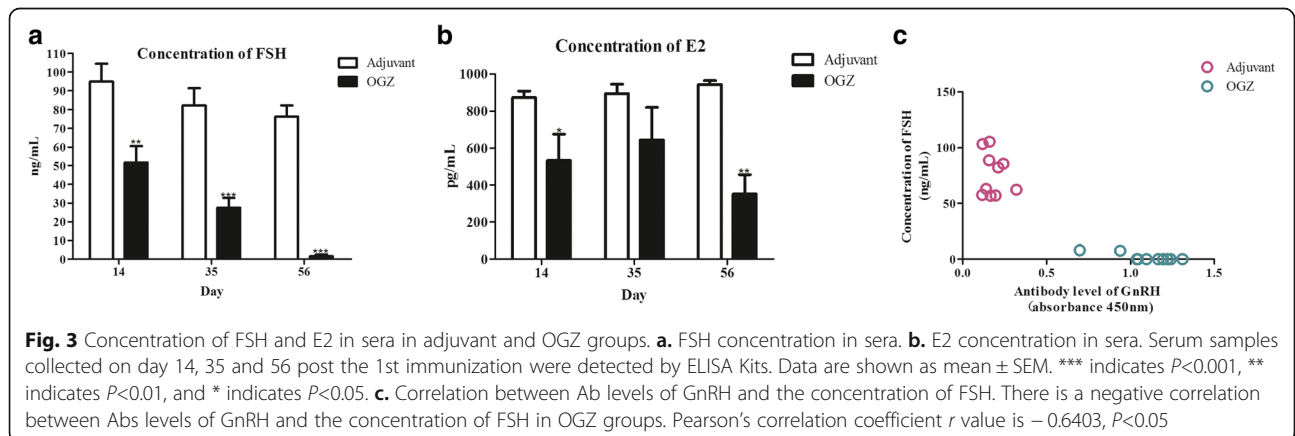 a
Concentration of FSH
Adjuvant
OGZ
110
100
90
80
70
60
50
40
30
20
10
0
ng/mL
**
***
***
14 35 56
Day
b
Concentration of E2
Adjuvant
OGZ
1000
800
600
400
200
0
pg/mL
*
**
14 35 56
Day
c
Adjuvant
OGZ
150
100
50
0
Concentration of FSH
(ng/mL)
0.0 0.5 1.0 1.5
Antibody level of GnRH
(absorbance 450nm)
Fig. 3 Concentration of FSH and E2 in sera in adjuvant and OGZ groups. a. FSH concentration in sera. b. E2 concentration in sera. Serum samples
collected on day 14, 35 and 56 post the 1st immunization were detected by ELISA Kits. Data are shown as mean ± SEM. *** indicates P<0.001, **
indicates P<0.01, and * indicates P<0.05. c. Correlation between Ab levels of GnRH and the concentration of FSH. There is a negative correlation
between Abs levels of GnRH and the concentration of FSH in OGZ groups. Pearson's correlation coefficient r value is − 0.6403, P<0.05